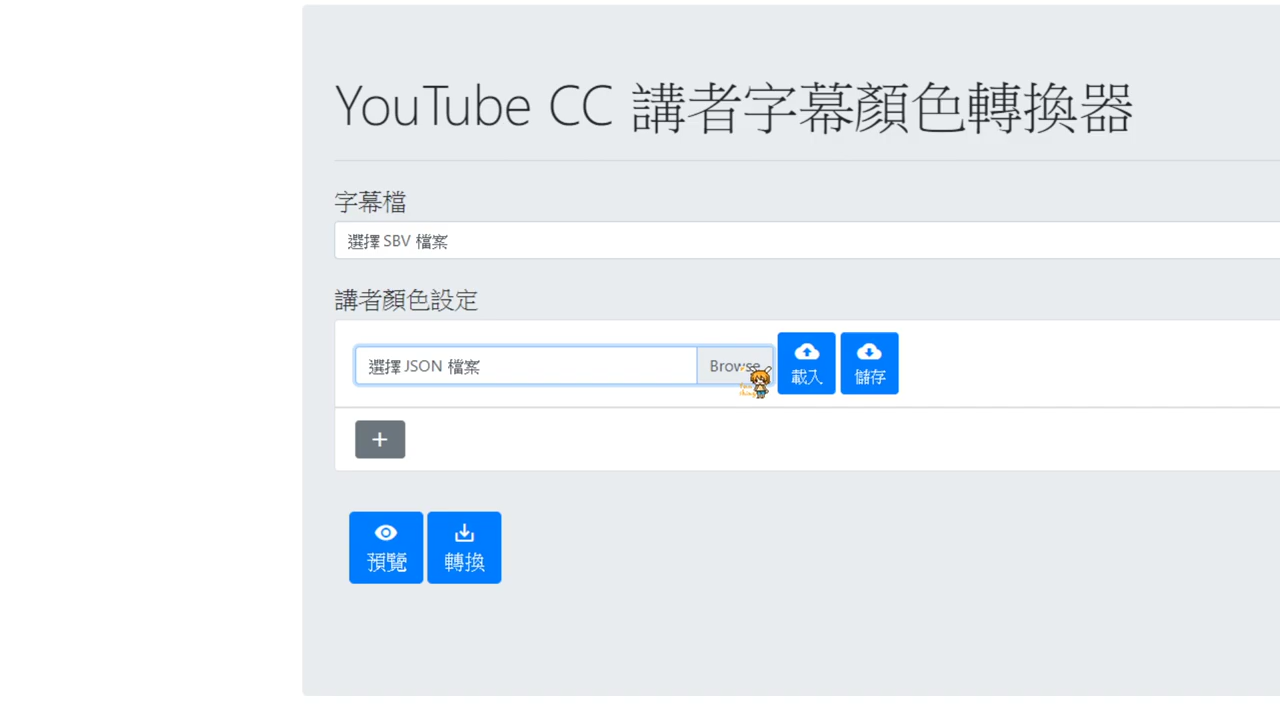 YouTube CC 講者字幕顏色轉換器
字幕檔
選擇 SBV 檔案
講者顏色設定
選擇 JSON 檔案
Browse
載入
儲存
+
預覽
轉換